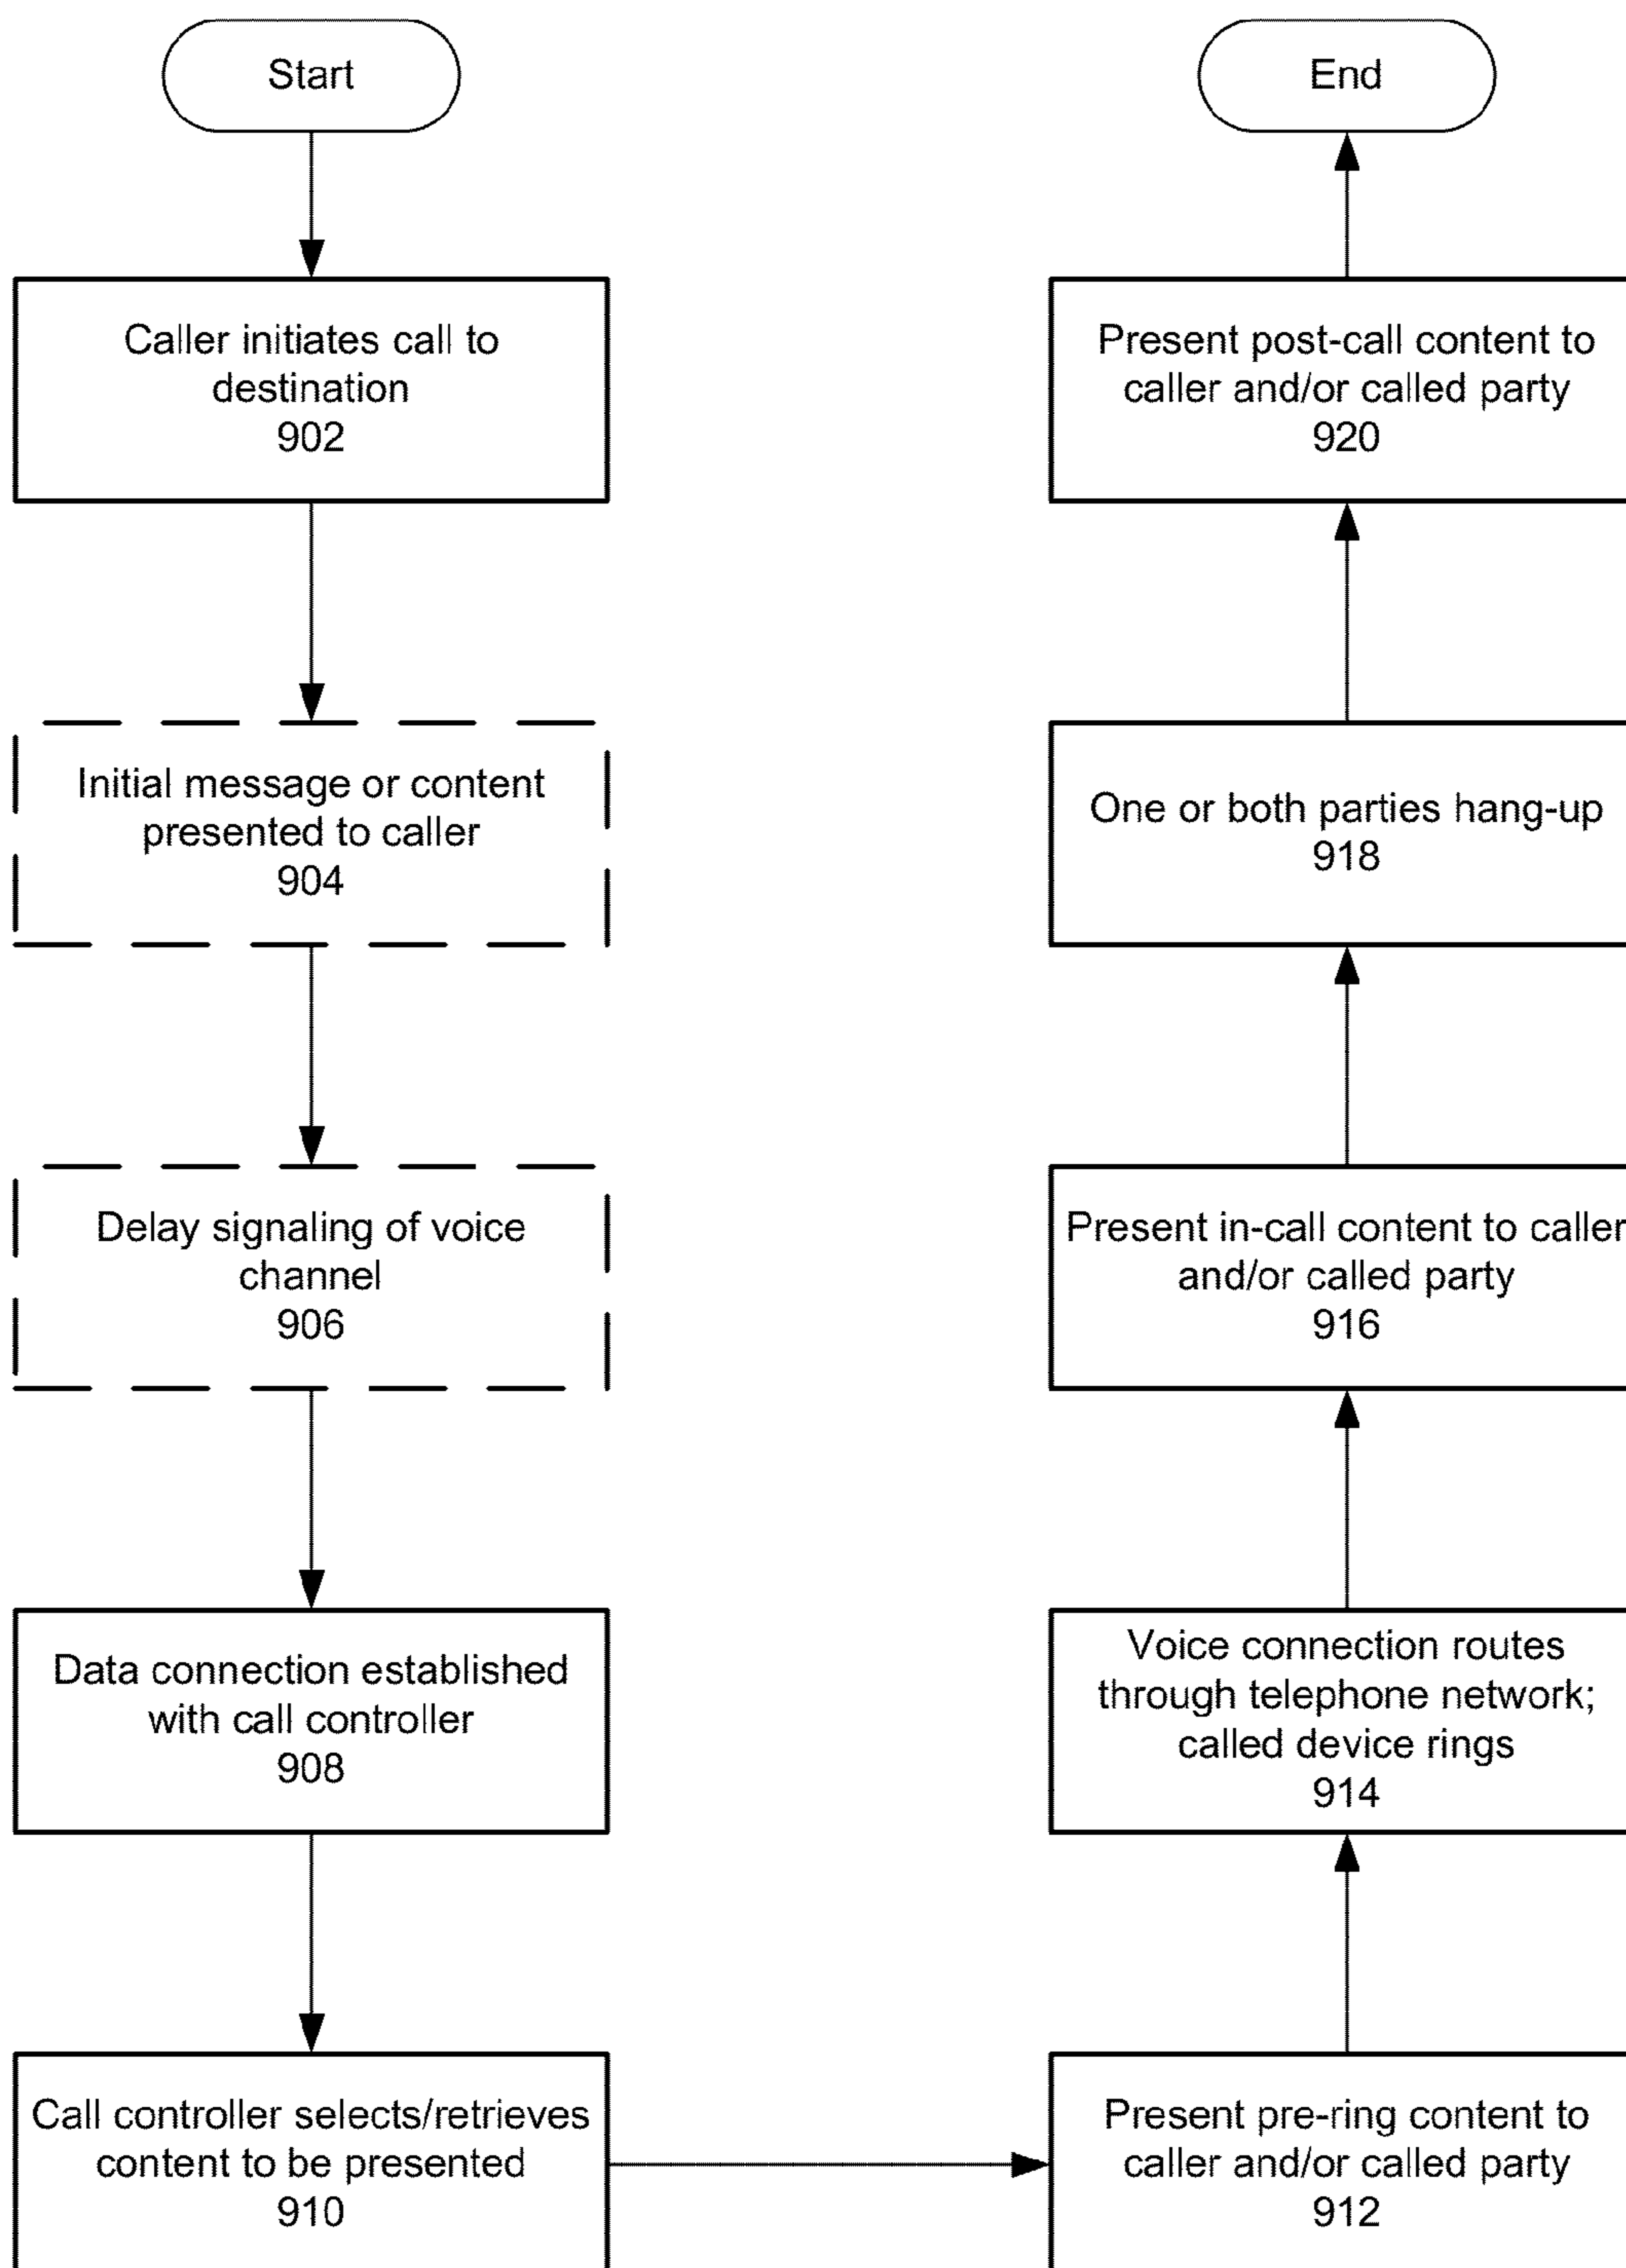 Start
Caller initiates call to
destination
902
Initial message or content
presented to caller
904
Delay signaling of voice
channel
906
Data connection established
with call controller
908
Call controller selects/retrieves
content to be presented
910
Present pre-ring content to
caller and/or called party
912
Voice connection routes
through telephone network;
called device rings
914
Present in-call content to caller
and/or called party
916
One or both parties hang-up
918
Present post-call content to
caller and/or called party
920
End